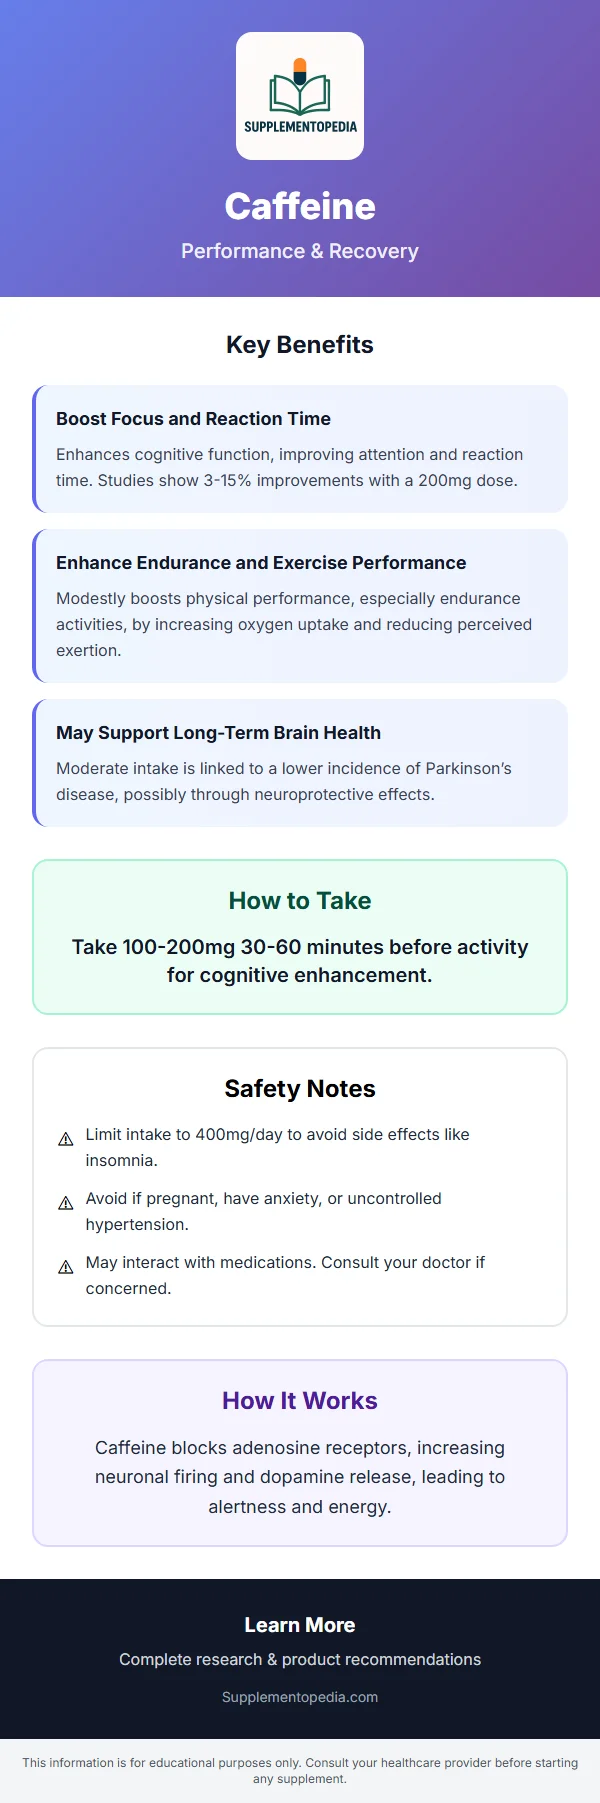 SUPPLEMENTOPEDIA
Caffeine
Performance & Recovery
Key Benefits
Boost Focus and Reaction Time
Enhances cognitive function, improving attention and reaction
time. Studies show 3-15% improvements with a 200mg dose.
Enhance Endurance and Exercise Performance
Modestly boosts physical performance, especially endurance
activities, by increasing oxygen uptake and reducing perceived
exertion.
May Support Long-Term Brain Health
Moderate intake is linked to a lower incidence of Parkinson’s
disease, possibly through neuroprotective effects.
How to Take
Take 100-200mg 30-60 minutes before activity
for cognitive enhancement.
Safety Notes
⚠ Limit intake to 400mg/day to avoid side effects like
insomnia.
⚠ Avoid if pregnant, have anxiety, or uncontrolled
hypertension.
⚠ May interact with medications. Consult your doctor if
concerned.
How It Works
Caffeine blocks adenosine receptors, increasing
neuronal firing and dopamine release, leading to
alertness and energy.
Learn More
Complete research & product recommendations
Supplementopedia.com
This information is for educational purposes only. Consult your healthcare provider before starting
any supplement.